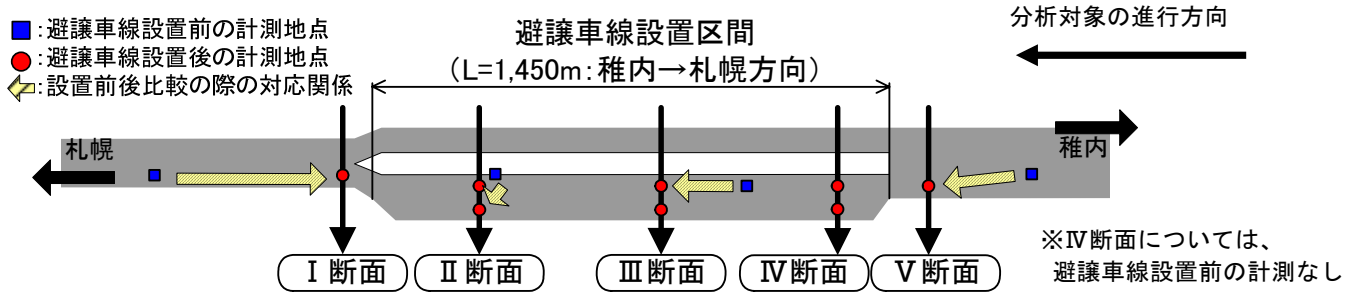 ■:避譲車線設置前の計測地点
●:避譲車線設置後の計測地点
:設置前後比較の際の対応関係
避譲車線設置区間
(L=1,450m:稚内→札幌方向)
分析対象の進行方向
札幌
稚内
Ⅰ断面
Ⅱ断面
Ⅲ断面
Ⅳ断面
Ⅴ断面
※Ⅳ断面については、
避譲車線設置前の計測なし